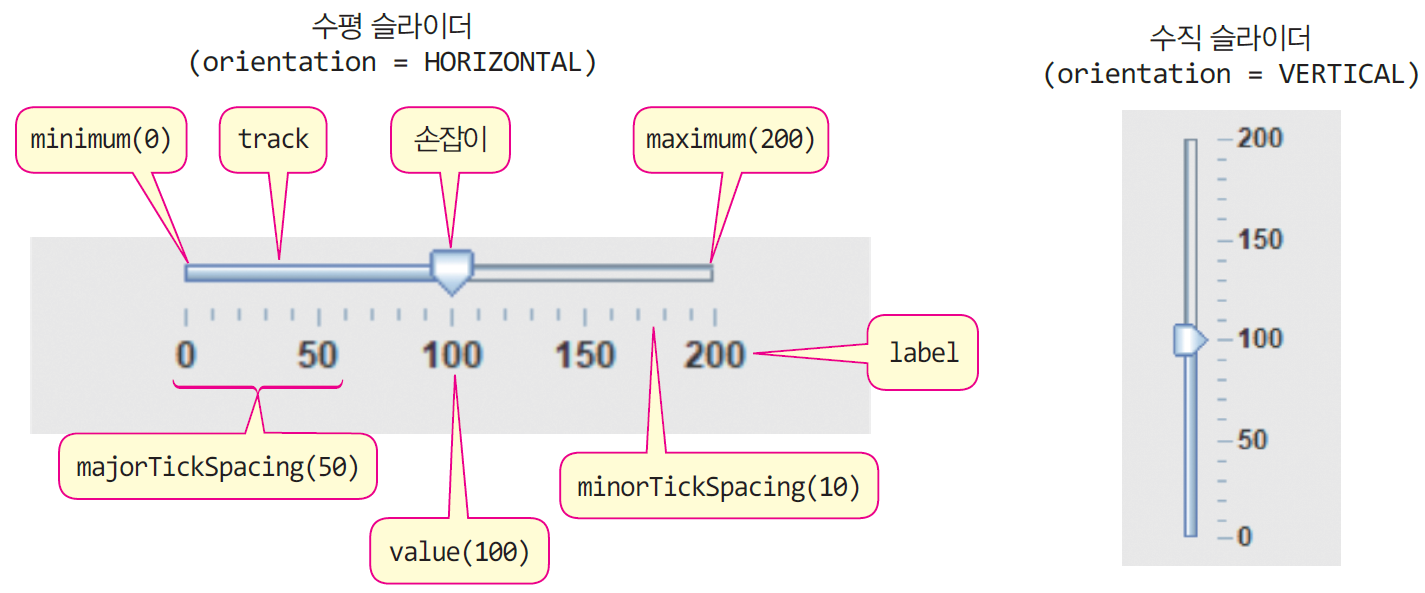 수평 슬라이더
(orientation = HORIZONTAL)
minimum(0)
track
손잡이
maximum(200)
0 50 100 150 200
label
majorTickSpacing(50)
minorTickSpacing(10)
value(100)
수직 슬라이더
(orientation = VERTICAL)
200
150
100
50
0